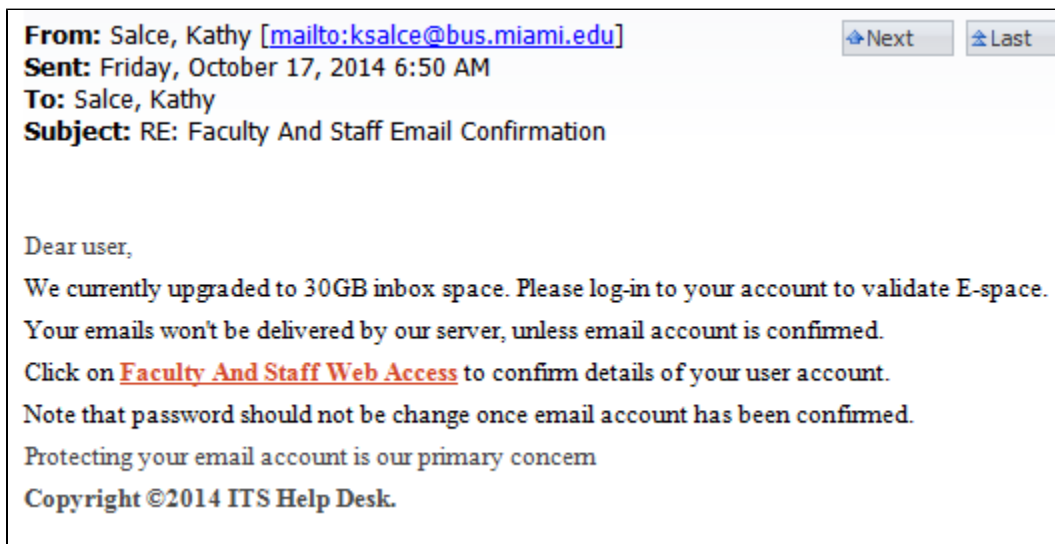 From: Salce, Kathy [mailto:ksalce@bus.miami.edu]
Next
Last
Sent: Friday, October 17, 2014 6:50 AM
To: Salce, Kathy
Subject: RE: Faculty And Staff Email Confirmation
Dear user,
We currently upgraded to 30GB inbox space. Please log-in to your account to validate E-space.
Your emails won't be delivered by our server, unless email account is confirmed.
Click on Faculty And Staff Web Access to confirm details of your user account.
Note that password should not be change once email account has been confirmed.
Protecting your email account is our primary concern
Copyright ©2014 ITS Help Desk.